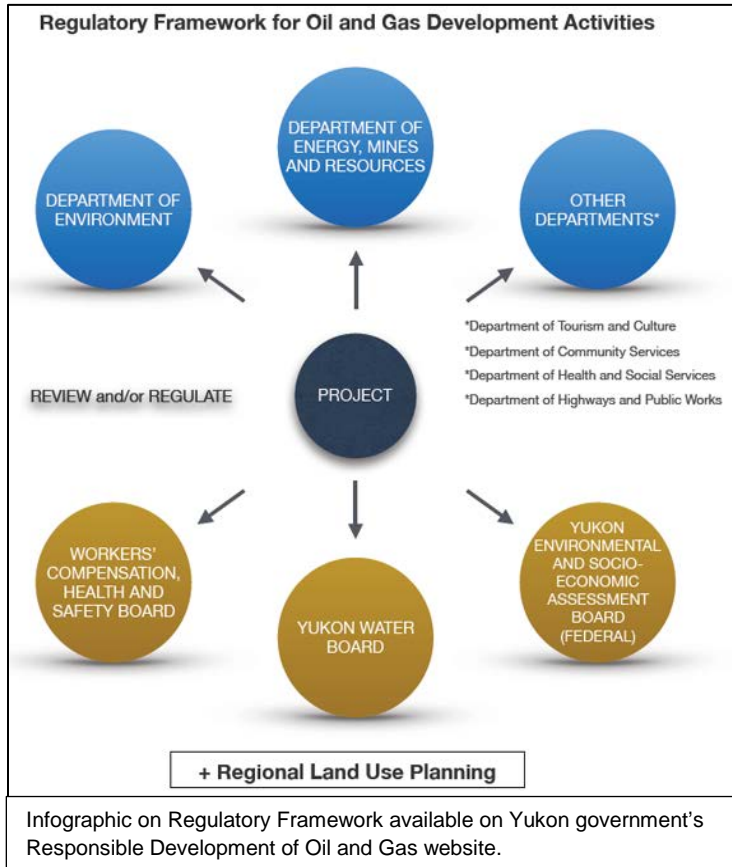 Regulatory Framework for Oil and Gas Development Activities
DEPARTMENT OF
ENERGY, MINES
AND RESOURCES
DEPARTMENT OF
ENVIRONMENT
OTHER
DEPARTMENTS*
*Department of Tourism and Culture
*Department of Community Services
*Department of Health and Social Services
*Department of Highways and Public Works
REVIEW and/or REGULATE
PROJECT
WORKERS'
COMPENSATION,
HEALTH AND
SAFETY BOARD
YUKON WATER
BOARD
YUKON
ENVIRONMENTAL
AND SOCIO-
ECONOMIC
ASSESSMENT
BOARD
(FEDERAL)
+ Regional Land Use Planning
Infographic on Regulatory Framework available on Yukon government's
Responsible Development of Oil and Gas website.